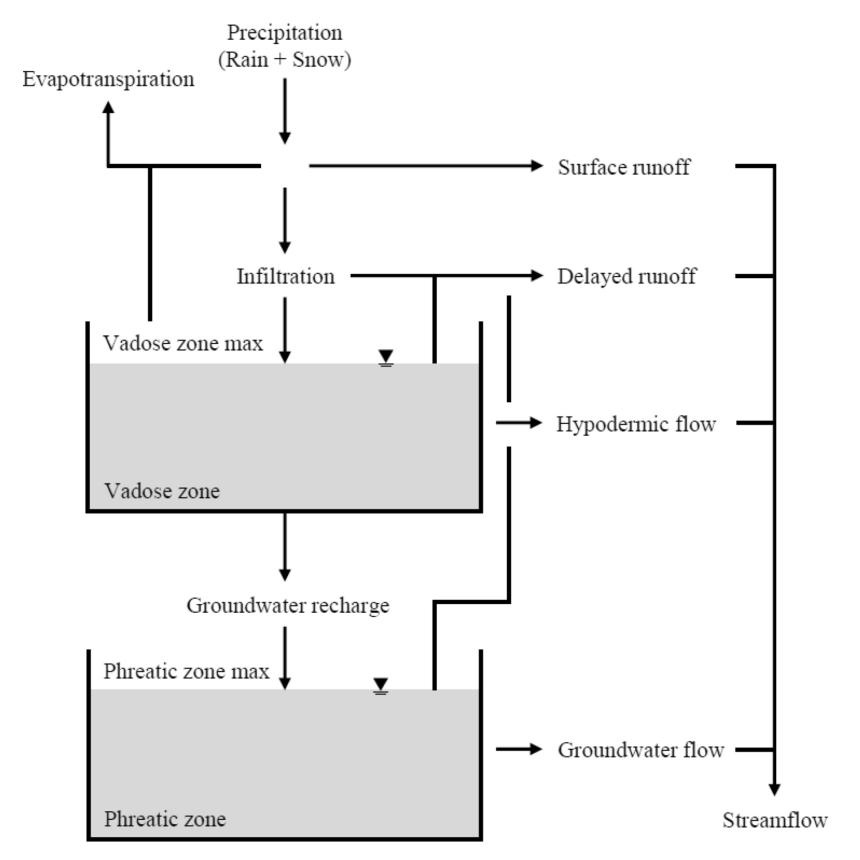 Precipitation
(Rain + Snow)
Evapotranspiration
Surface runoff
Infiltration
Delayed runoff
Vadose zone max
Hypodermic flow
Vadose zone
Groundwater recharge
Phreatic zone max
Groundwater flow
Phreatic zone
Streamflow